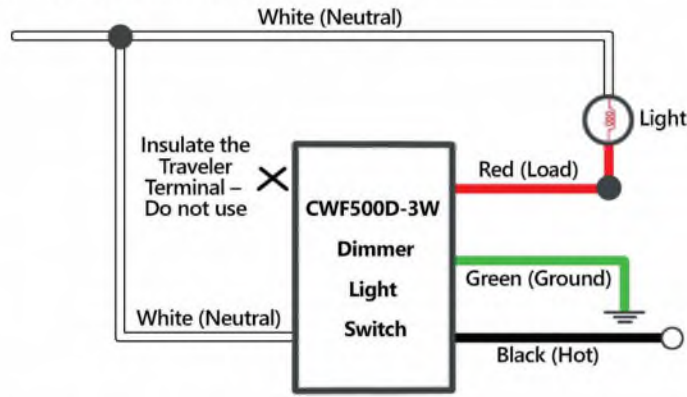 White (Neutral)
Light
Insulate the
Traveler
Terminal –
Do not use
Red (Load)
CWF500D-3W
Dimmer
Light
Switch
Green (Ground)
White (Neutral)
Black (Hot)